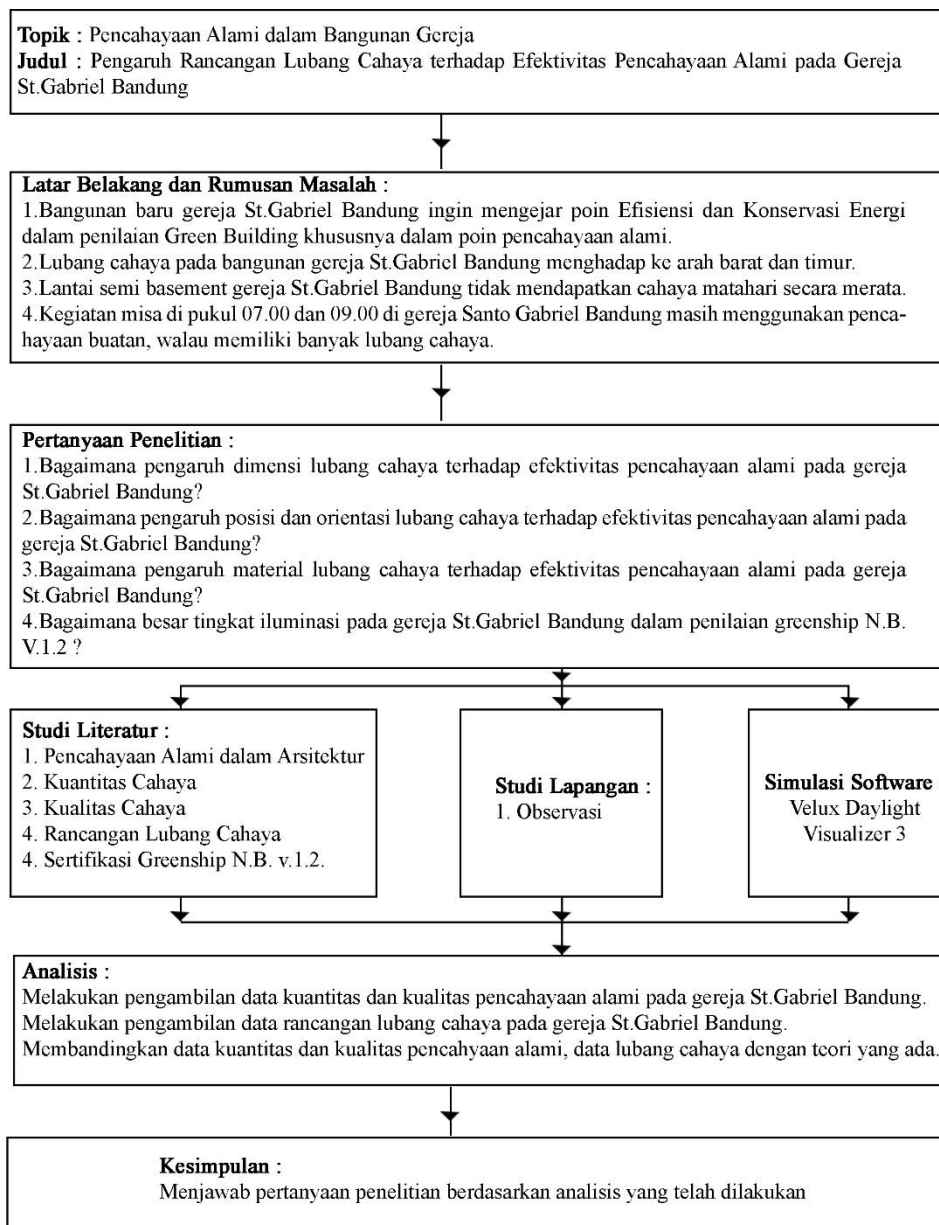 Topik : Pencahayaan Alami dalam Bangunan Gereja
Judul : Pengaruh Rancangan Lubang Cahaya terhadap Efektivitas Pencahayaan Alami pada Gereja
St.Gabriel Bandung
Latar Belakang dan Rumusan Masalah :
1.Bangunan baru gereja St.Gabriel Bandung ingin mengejar poin Efisiensi dan Konservasi Energi
dalam penilaian Green Building khususnya dalam poin pencahayaan alami.
2.Lubang cahaya pada bangunan gereja St.Gabriel Bandung menghadap ke arah barat dan timur.
3.Lantai semi basement gereja St.Gabriel Bandung tidak mendapatkan cahaya matahari secara merata.
4.Kegiatan misa di pukul 07.00 dan 09.00 di gereja Santo Gabriel Bandung masih menggunakan penca-
hayaan buatan, walau memiliki banyak lubang cahaya.
Pertanyaan Penelitian :
1.Bagaimana pengaruh dimensi lubang cahaya terhadap efektivitas pencahayaan alami pada gereja
St.Gabriel Bandung?
2.Bagaimana pengaruh posisi dan orientasi lubang cahaya terhadap efektivitas pencahayaan alami pada
gereja St.Gabriel Bandung?
3.Bagaimana pengaruh material lubang cahaya terhadap efektivitas pencahayaan alami pada gereja
St.Gabriel Bandung?
4.Bagaimana besar tingkat iluminasi pada gereja St.Gabriel Bandung dalam penilaian greenship N.B.
V.1.2 ?
Studi Literatur :
1. Pencahayaan Alami dalam Arsitektur
2. Kuantitas Cahaya
3. Kualitas Cahaya
4. Rancangan Lubang Cahaya
4. Sertifikasi Greenship N.B. v.1.2.
Studi Lapangan :
1. Observasi
Simulasi Software
Velux Daylight
Visualizer 3
Analisis :
Melakukan pengambilan data kuantitas dan kualitas pencahayaan alami pada gereja St.Gabriel Bandung.
Melakukan pengambilan data rancangan lubang cahaya pada gereja St.Gabriel Bandung.
Membandingkan data kuantitas dan kualitas pencahyaan alami, data lubang cahaya dengan teori yang ada.
Kesimpulan :
Menjawab pertanyaan penelitian berdasarkan analisis yang telah dilakukan